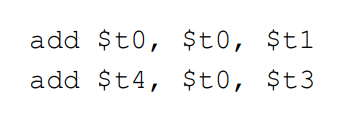 add $t0, $t0, $t1
add $t4, $t0, $t3